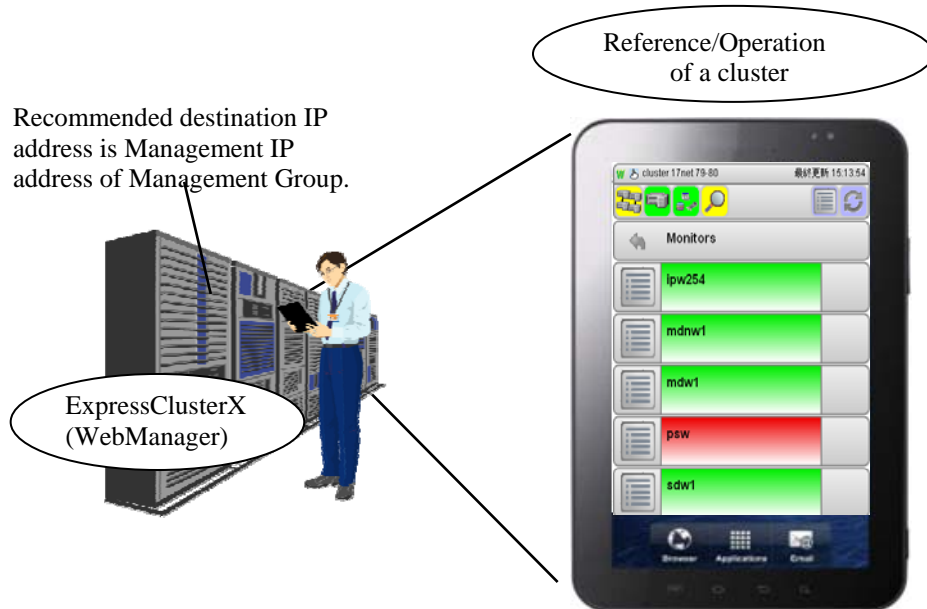 Reference/Operation
of a cluster
Recommended destination IP
address is Management IP
address of Management Group.
ExpressClusterX
(WebManager)
W cluster 17net 79-80 最終更新 15:13:54
Monitors
ipw254
mdnw1
mdw1
psw
sdw1
Browser Applications Email